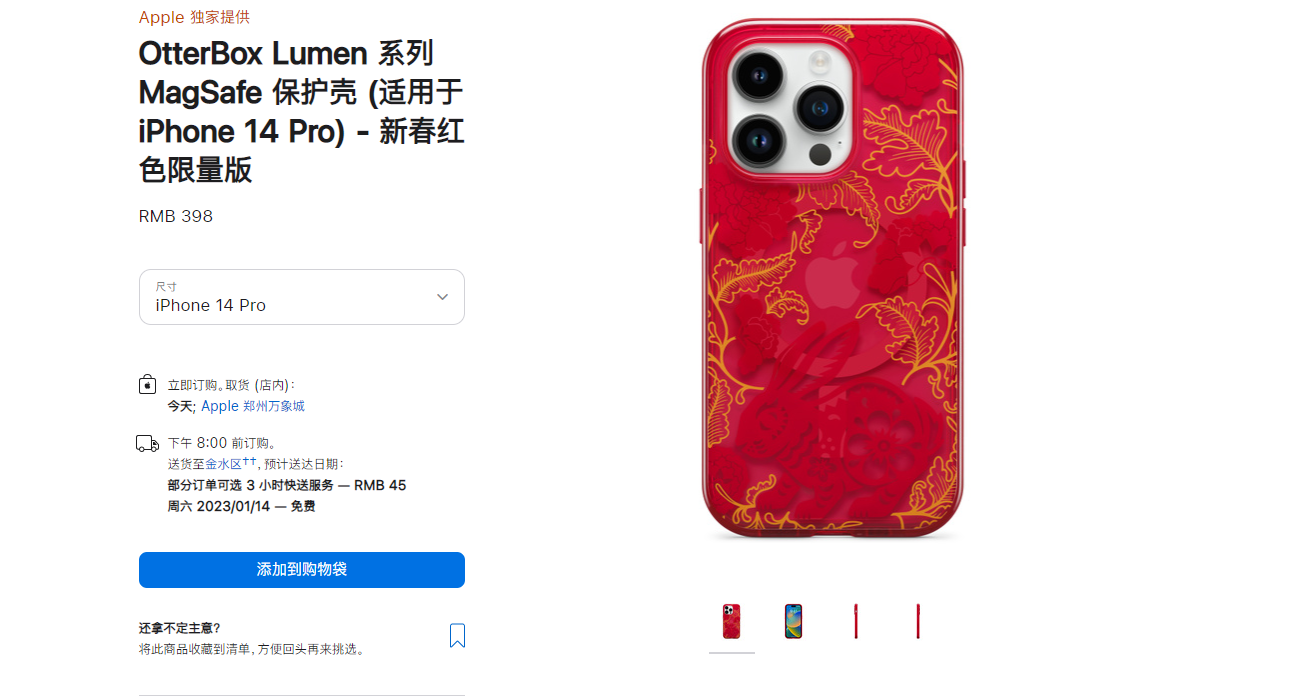 Apple 独家提供
OtterBox Lumen 系列
MagSafe 保护壳 (适用于
iPhone 14 Pro) - 新春红
色限量版
RMB 398
尺寸
iPhone 14 Pro
立即订购。取货 (店内)：
今天; Apple 郑州万象城
下午 8:00 前订购。
送货至金水区††，预计送达日期：
部分订单可选 3 小时快送服务 — RMB 45
周六 2023/01/14 — 免费
添加到购物袋
还拿不定主意？
将此商品收藏到清单，方便回头再来挑选。